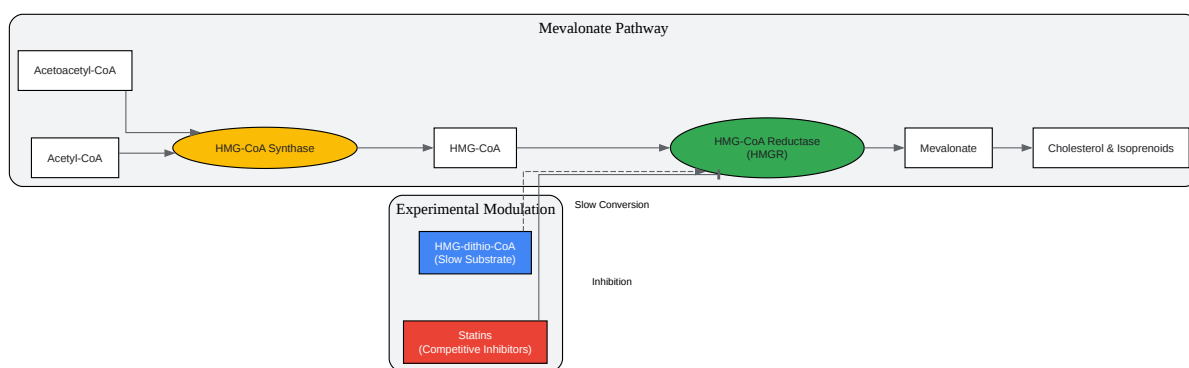 Mevalonate Pathway
Acetoacetyl-CoA
Acetyl-CoA
HMG-CoA Synthase
HMG-CoA
HMG-CoA Reductase
(HMGR)
Mevalonate
Cholesterol & Isoprenoids
Experimental Modulation
Slow Conversion
HMG-dithio-CoA
(Slow Substrate)
Inhibition
Statins
(Competitive Inhibitors)